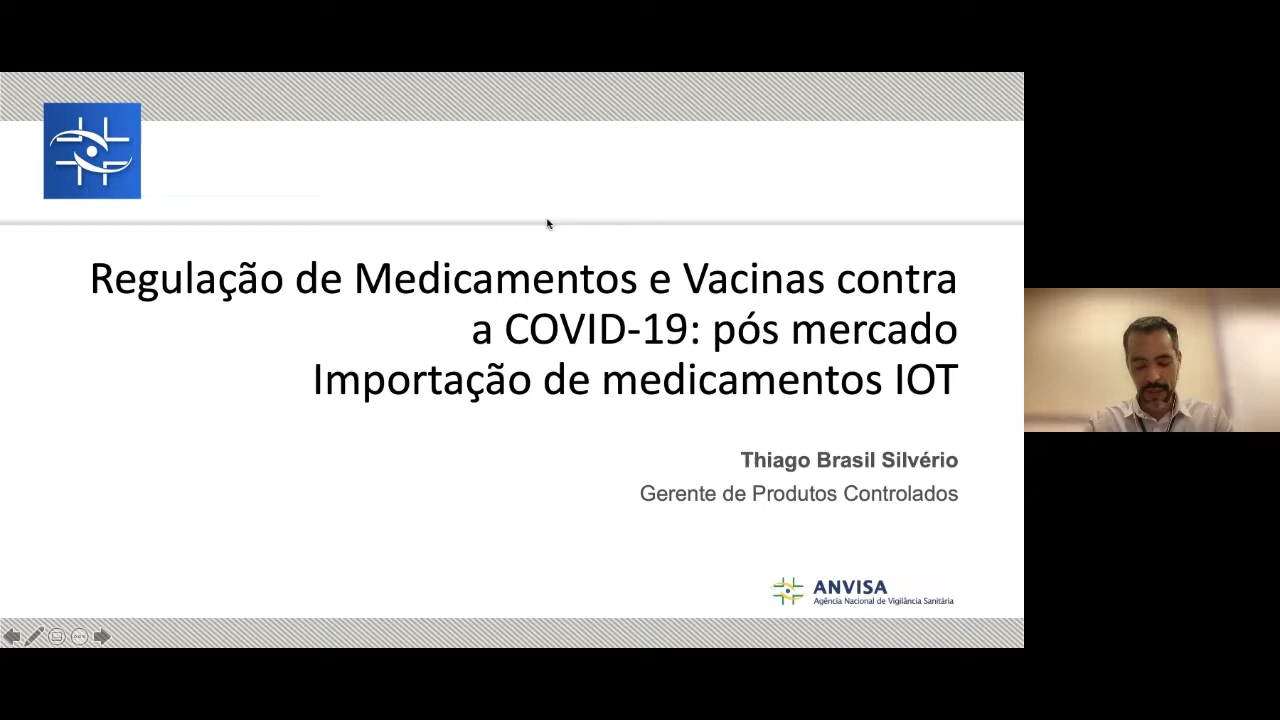 Regulação de Medicamentos e Vacinas contra
a COVID-19: pós mercado
Importação de medicamentos IOT
Thiago Brasil Silvério
Gerente de Produtos Controlados
ANVISA
Agência Nacional de Vigilância Sanitária